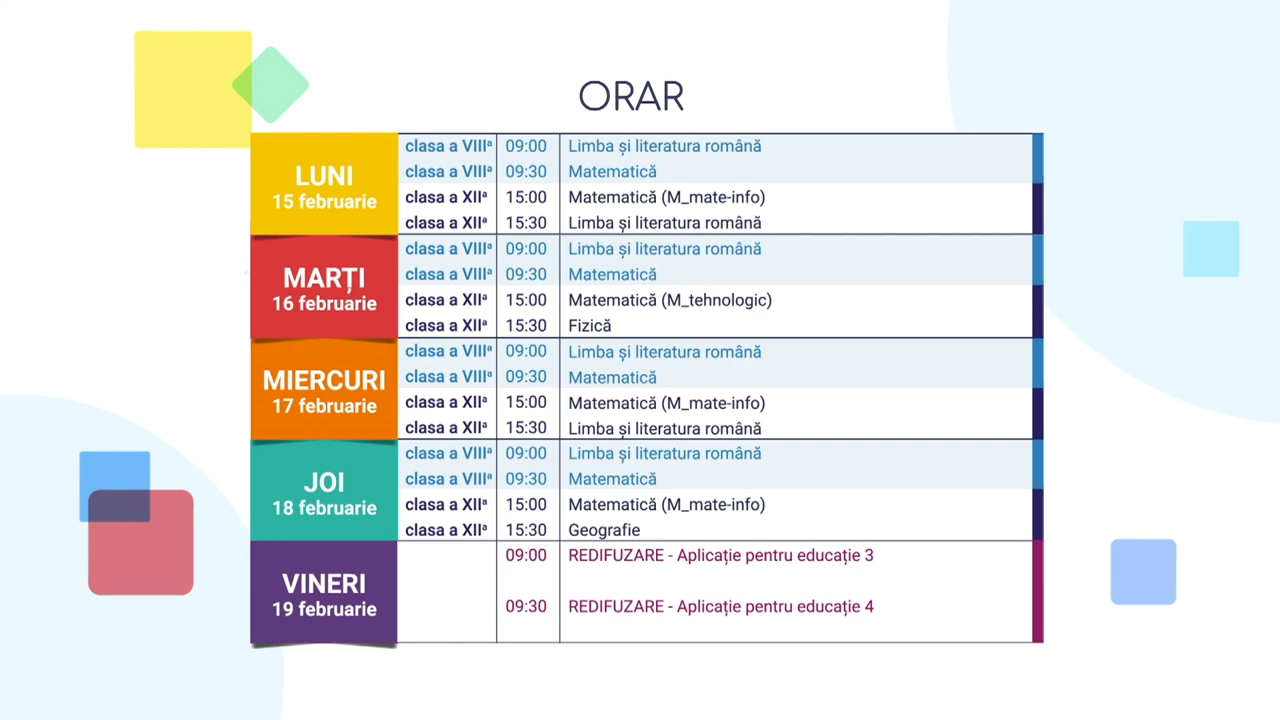 ORAR
LUNI
15 februarie
clasa a VIIIª 09:00 Limba și literatura română
clasa a VIIIª 09:30 Matematică
clasa a XIIª 15:00 Matematică (M_mate-info)
clasa a XIIª 15:30 Limba și literatura română
MARȚI
16 februarie
clasa a VIIIª 09:00 Limba și literatura română
clasa a VIIIª 09:30 Matematică
clasa a XIIª 15:00 Matematică (M_tehnologic)
clasa a XIIª 15:30 Fizică
MIERCURI
17 februarie
clasa a VIIIª 09:00 Limba și literatura română
clasa a VIIIª 09:30 Matematică
clasa a XIIª 15:00 Matematică (M_mate-info)
clasa a XIIª 15:30 Limba și literatura română
JOI
18 februarie
clasa a VIIIª 09:00 Limba și literatura română
clasa a VIIIª 09:30 Matematică
clasa a XIIª 15:00 Matematică (M_mate-info)
clasa a XIIª 15:30 Geografie
VINERI
19 februarie
09:00 REDIFUZARE - Aplicație pentru educație 3
09:30 REDIFUZARE - Aplicație pentru educație 4